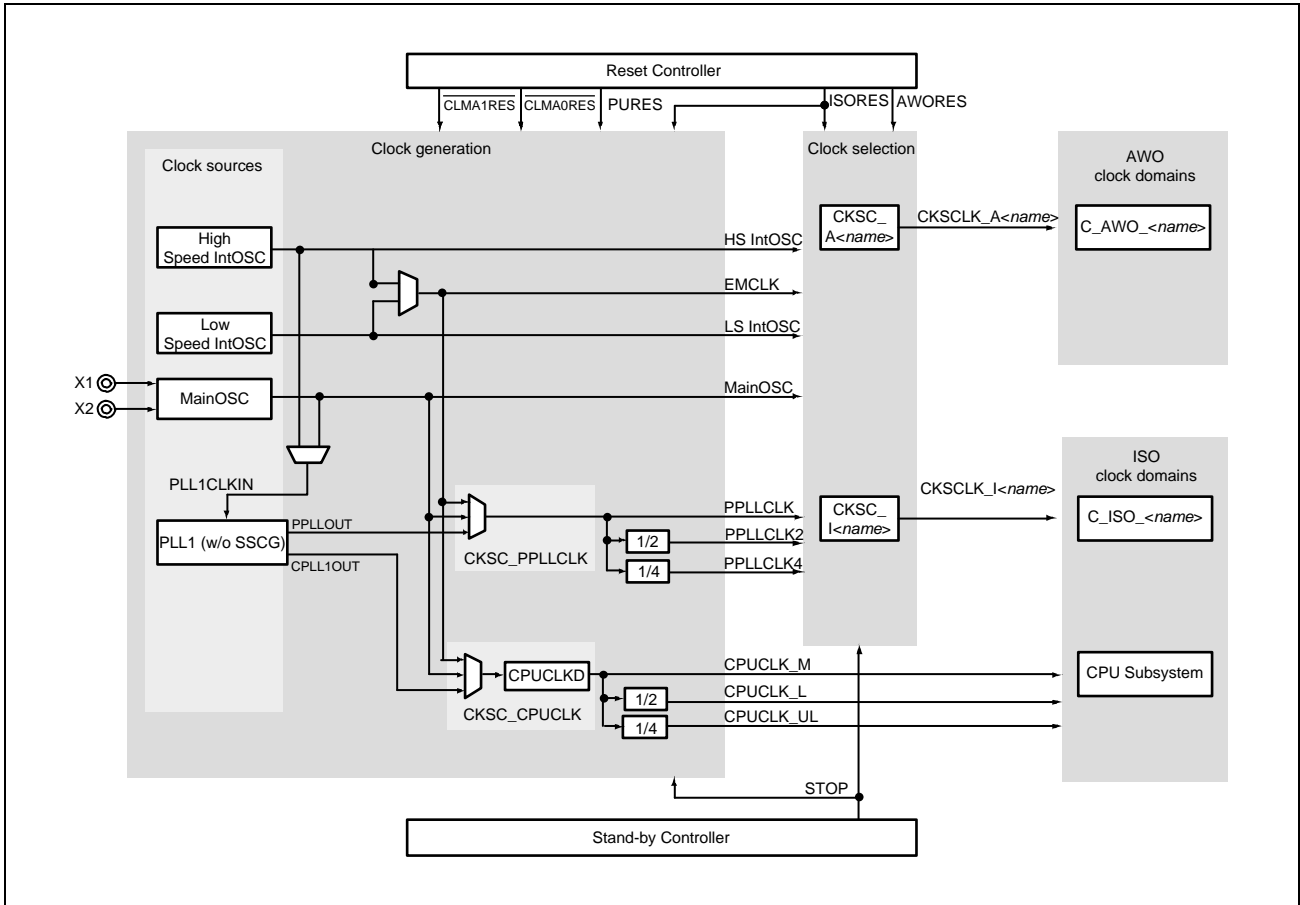 Reset Controller
CLMA1RES
CLMA0RES
PURES
ISORES
AWORES
Clock generation
Clock selection
AWO
clock domains
Clock sources
High
Speed IntOSC
HS IntOSC
CKSC_
A<name>
CKSCLK_A<name>
C_AWO_<name>
EMCLK
Low
Speed IntOSC
LS IntOSC
X1
X2
MainOSC
MainOSC
ISO
clock domains
PLL1CLKIN
CKSCLK_I<name>
PLL1 (w/o SSCG)
PPLLOUT
CPLL1OUT
CKSC_PPLLCLK
PPLLCLK
1/2
PPLLCLK2
1/4
PPLLCLK4
CKSC_
I<name>
C_ISO_<name>
CPUCLKD
CKSC_CPUCLK
CPUCLK_M
1/2
CPUCLK_L
1/4
CPUCLK_UL
CPU Subsystem
STOP
Stand-by Controller